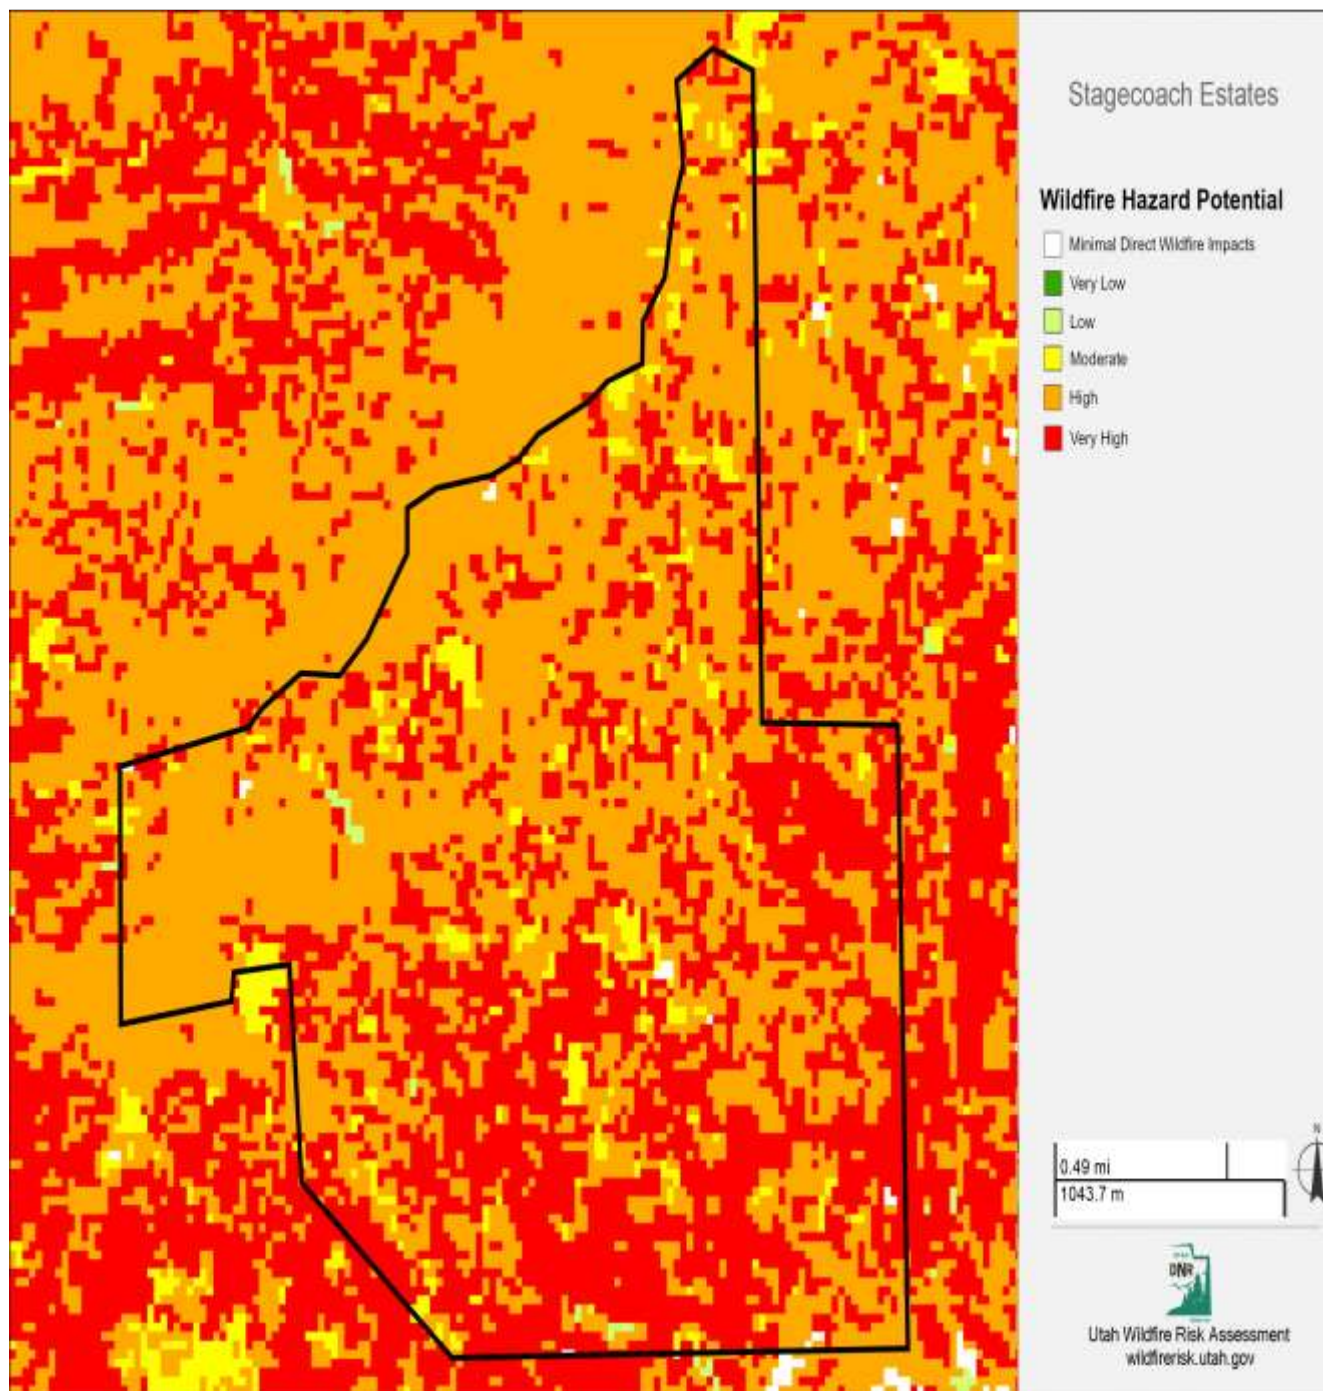 Stagecoach Estates
Wildfire Hazard Potential
Minimal Direct Wildfire Impacts
Very Low
Low
Moderate
High
Very High
N
0.49 mi
1043.7 m
DNR
Utah Wildfire Risk Assessment
wildfirerisk.utah.gov